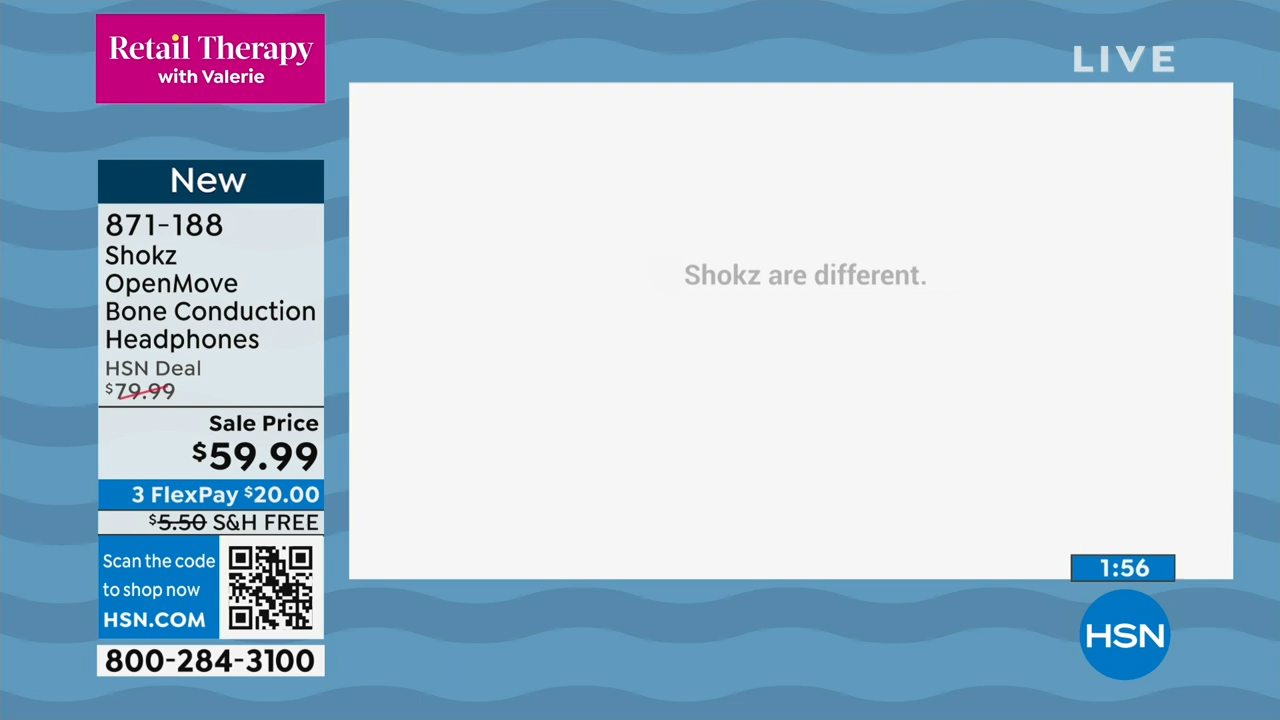 Retail Therapy
with Valerie
LIVE
New
871-188
Shokz
OpenMove
Bone Conduction
Headphones
HSN Deal
$79.99
Sale Price
$59.99
3 FlexPay $20.00
$5.50 S&H FREE
Scan the code
to shop now
HSN.COM
800-284-3100
Shokz are different.
1:56
HSN